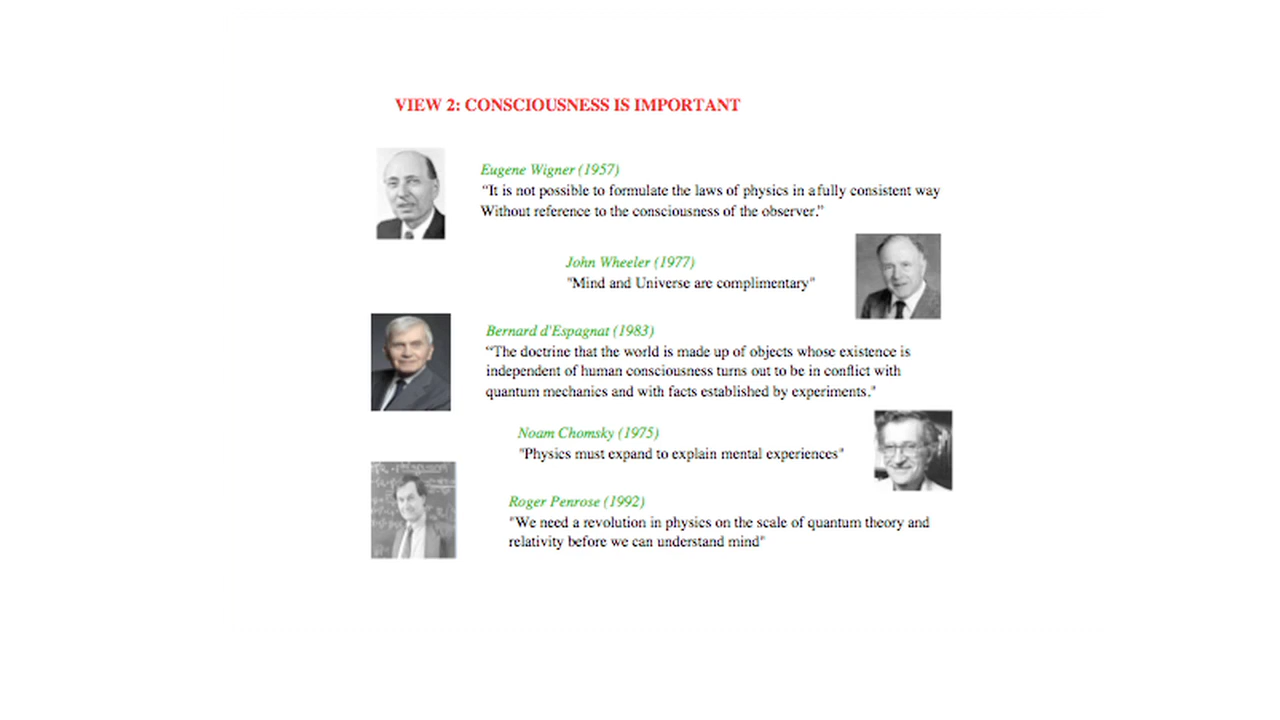 VIEW 2: CONSCIOUSNESS IS IMPORTANT
Eugene Wigner (1957)
"It is not possible to formulate the laws of physics in a fully consistent way
Without reference to the consciousness of the observer."
John Wheeler (1977)
"Mind and Universe are complimentary"
Bernard d'Espagnat (1983)
"The doctrine that the world is made up of objects whose existence is
independent of human consciousness turns out to be in conflict with
quantum mechanics and with facts established by experiments."
Noam Chomsky (1975)
"Physics must expand to explain mental experiences"
Roger Penrose (1992)
"We need a revolution in physics on the scale of quantum theory and
relativity before we can understand mind"